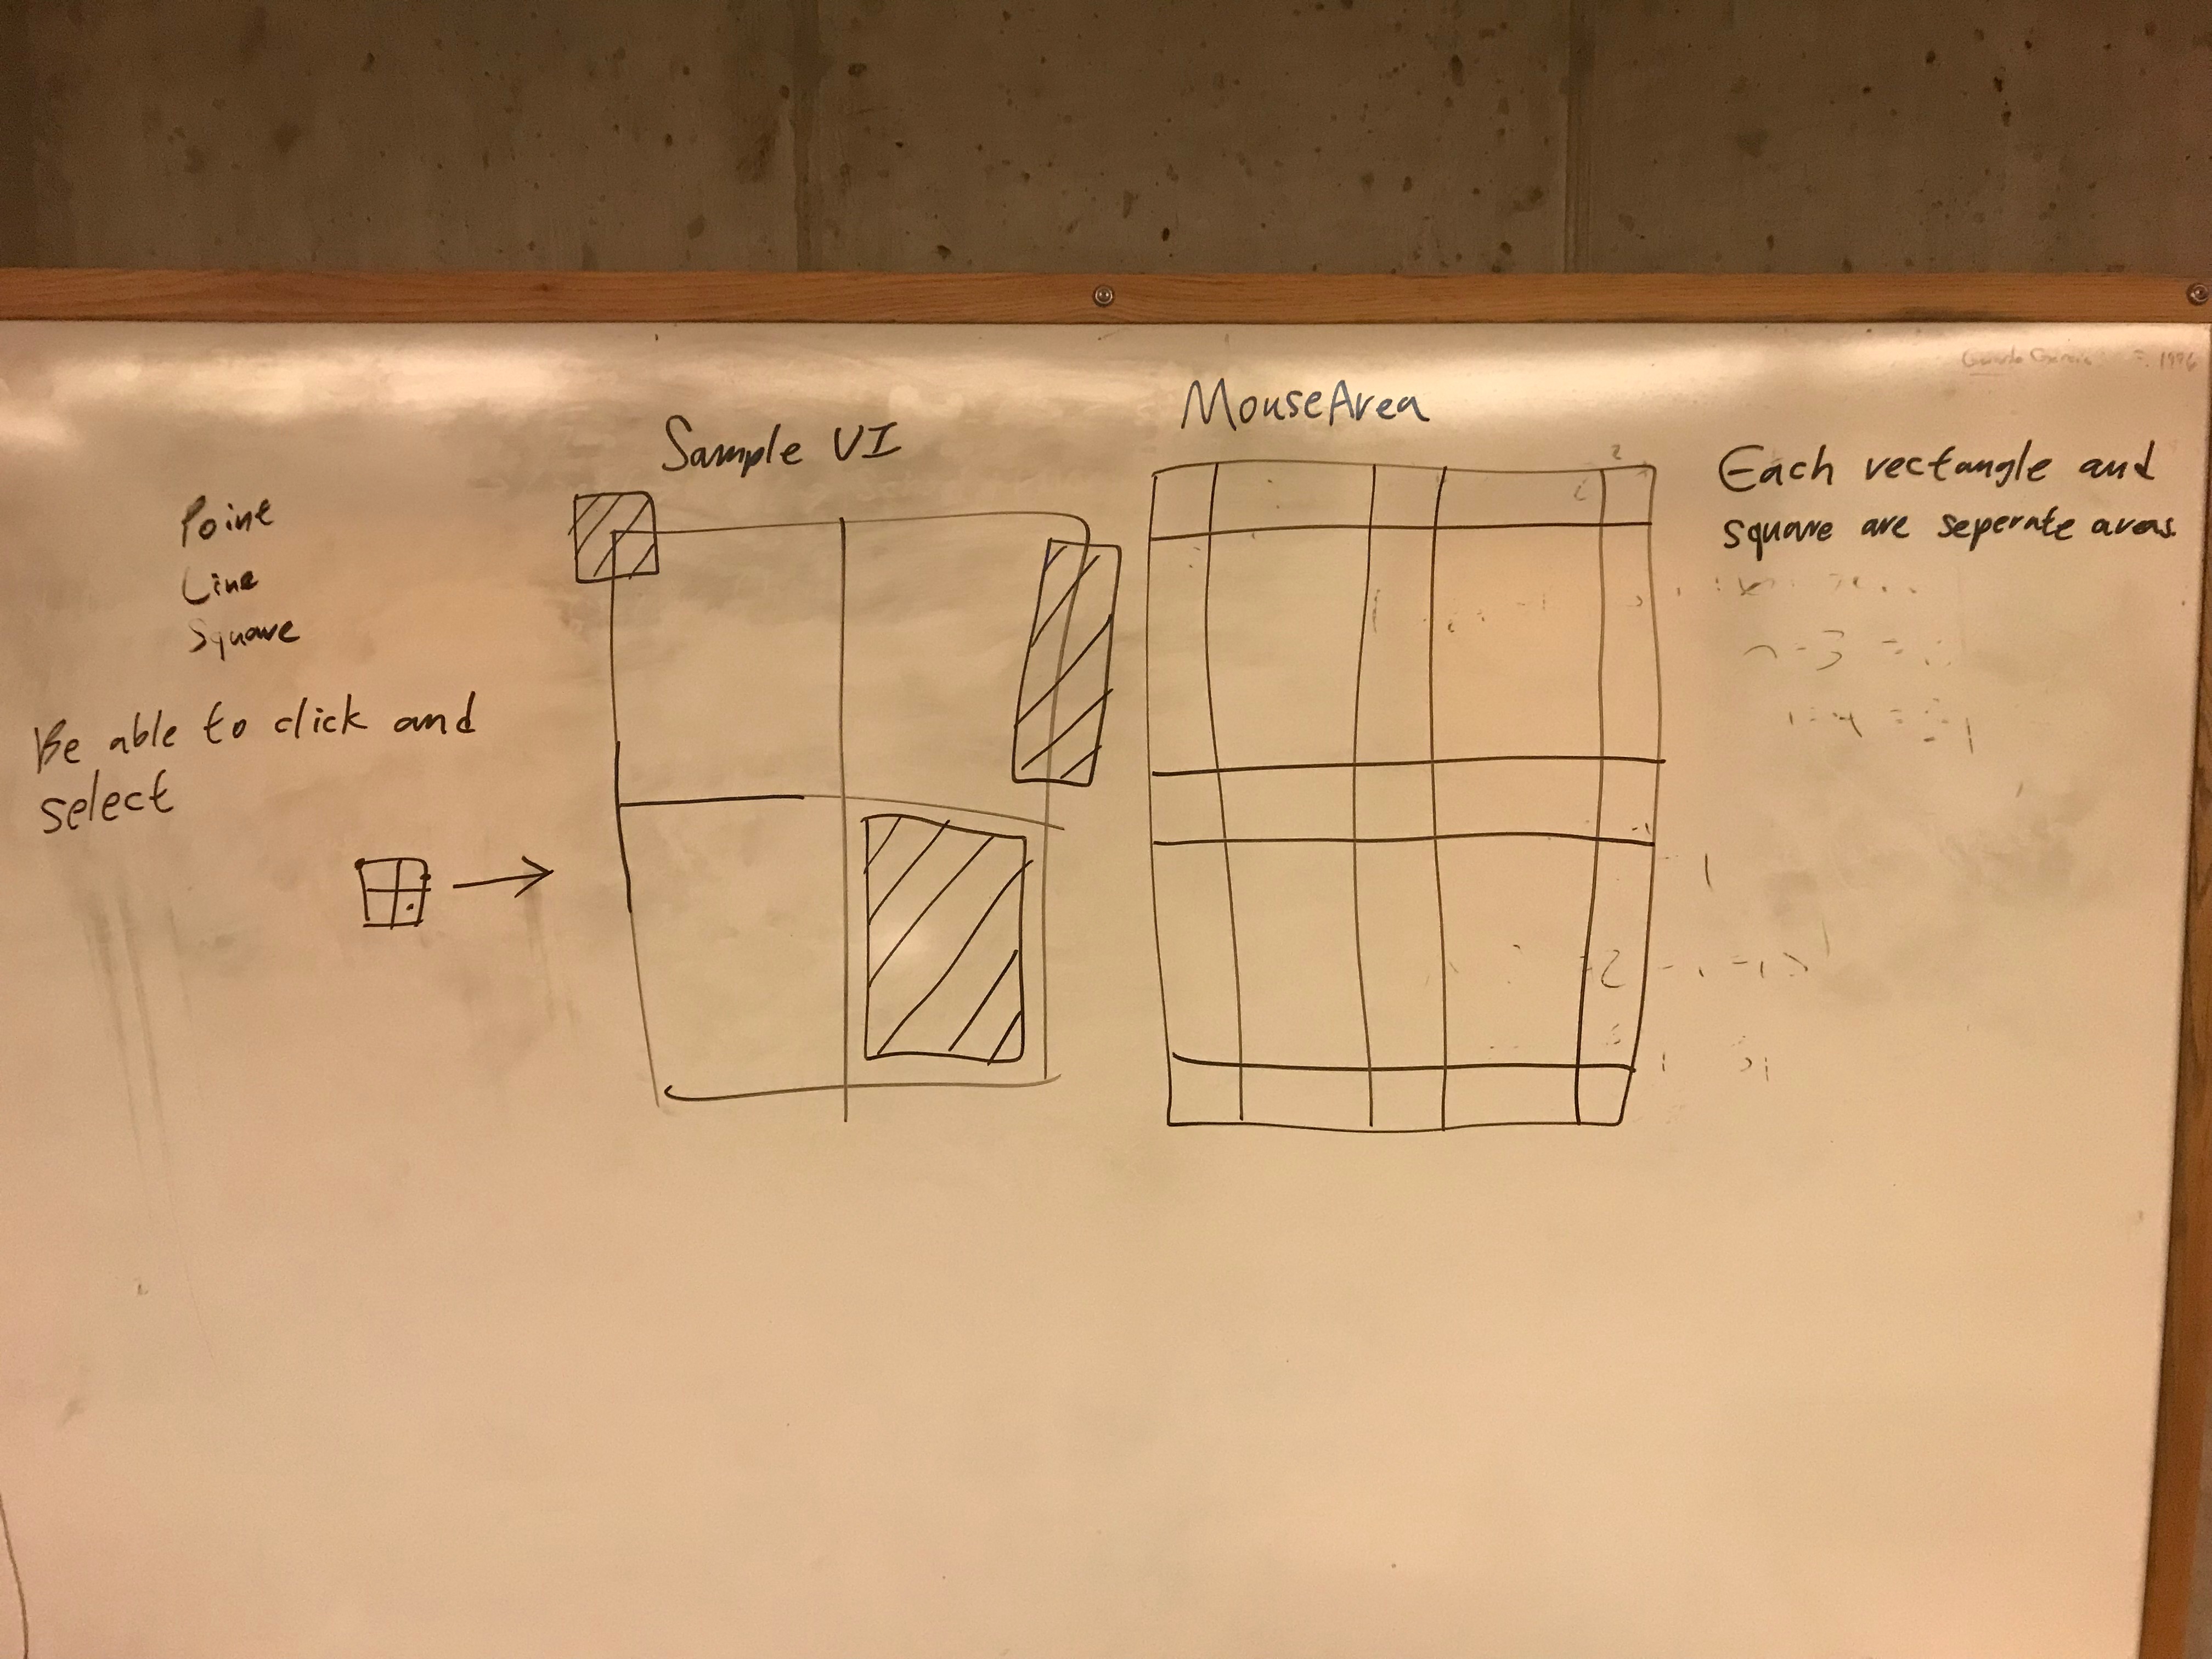 Point
Line
Square
Be able to click and
select
Sample UI
MouseArea
Each rectangle and
square are seperate areas.